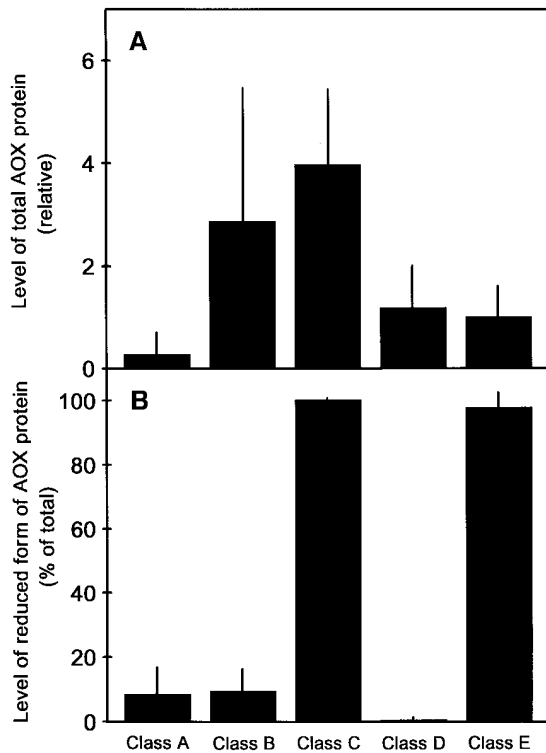 A
Level of total AOX protein
(relative)
6
4
2
0
B
Level of reduced form of AOX protein
(% of total)
100
80
60
40
20
0
Class A Class B Class C Class D Class E